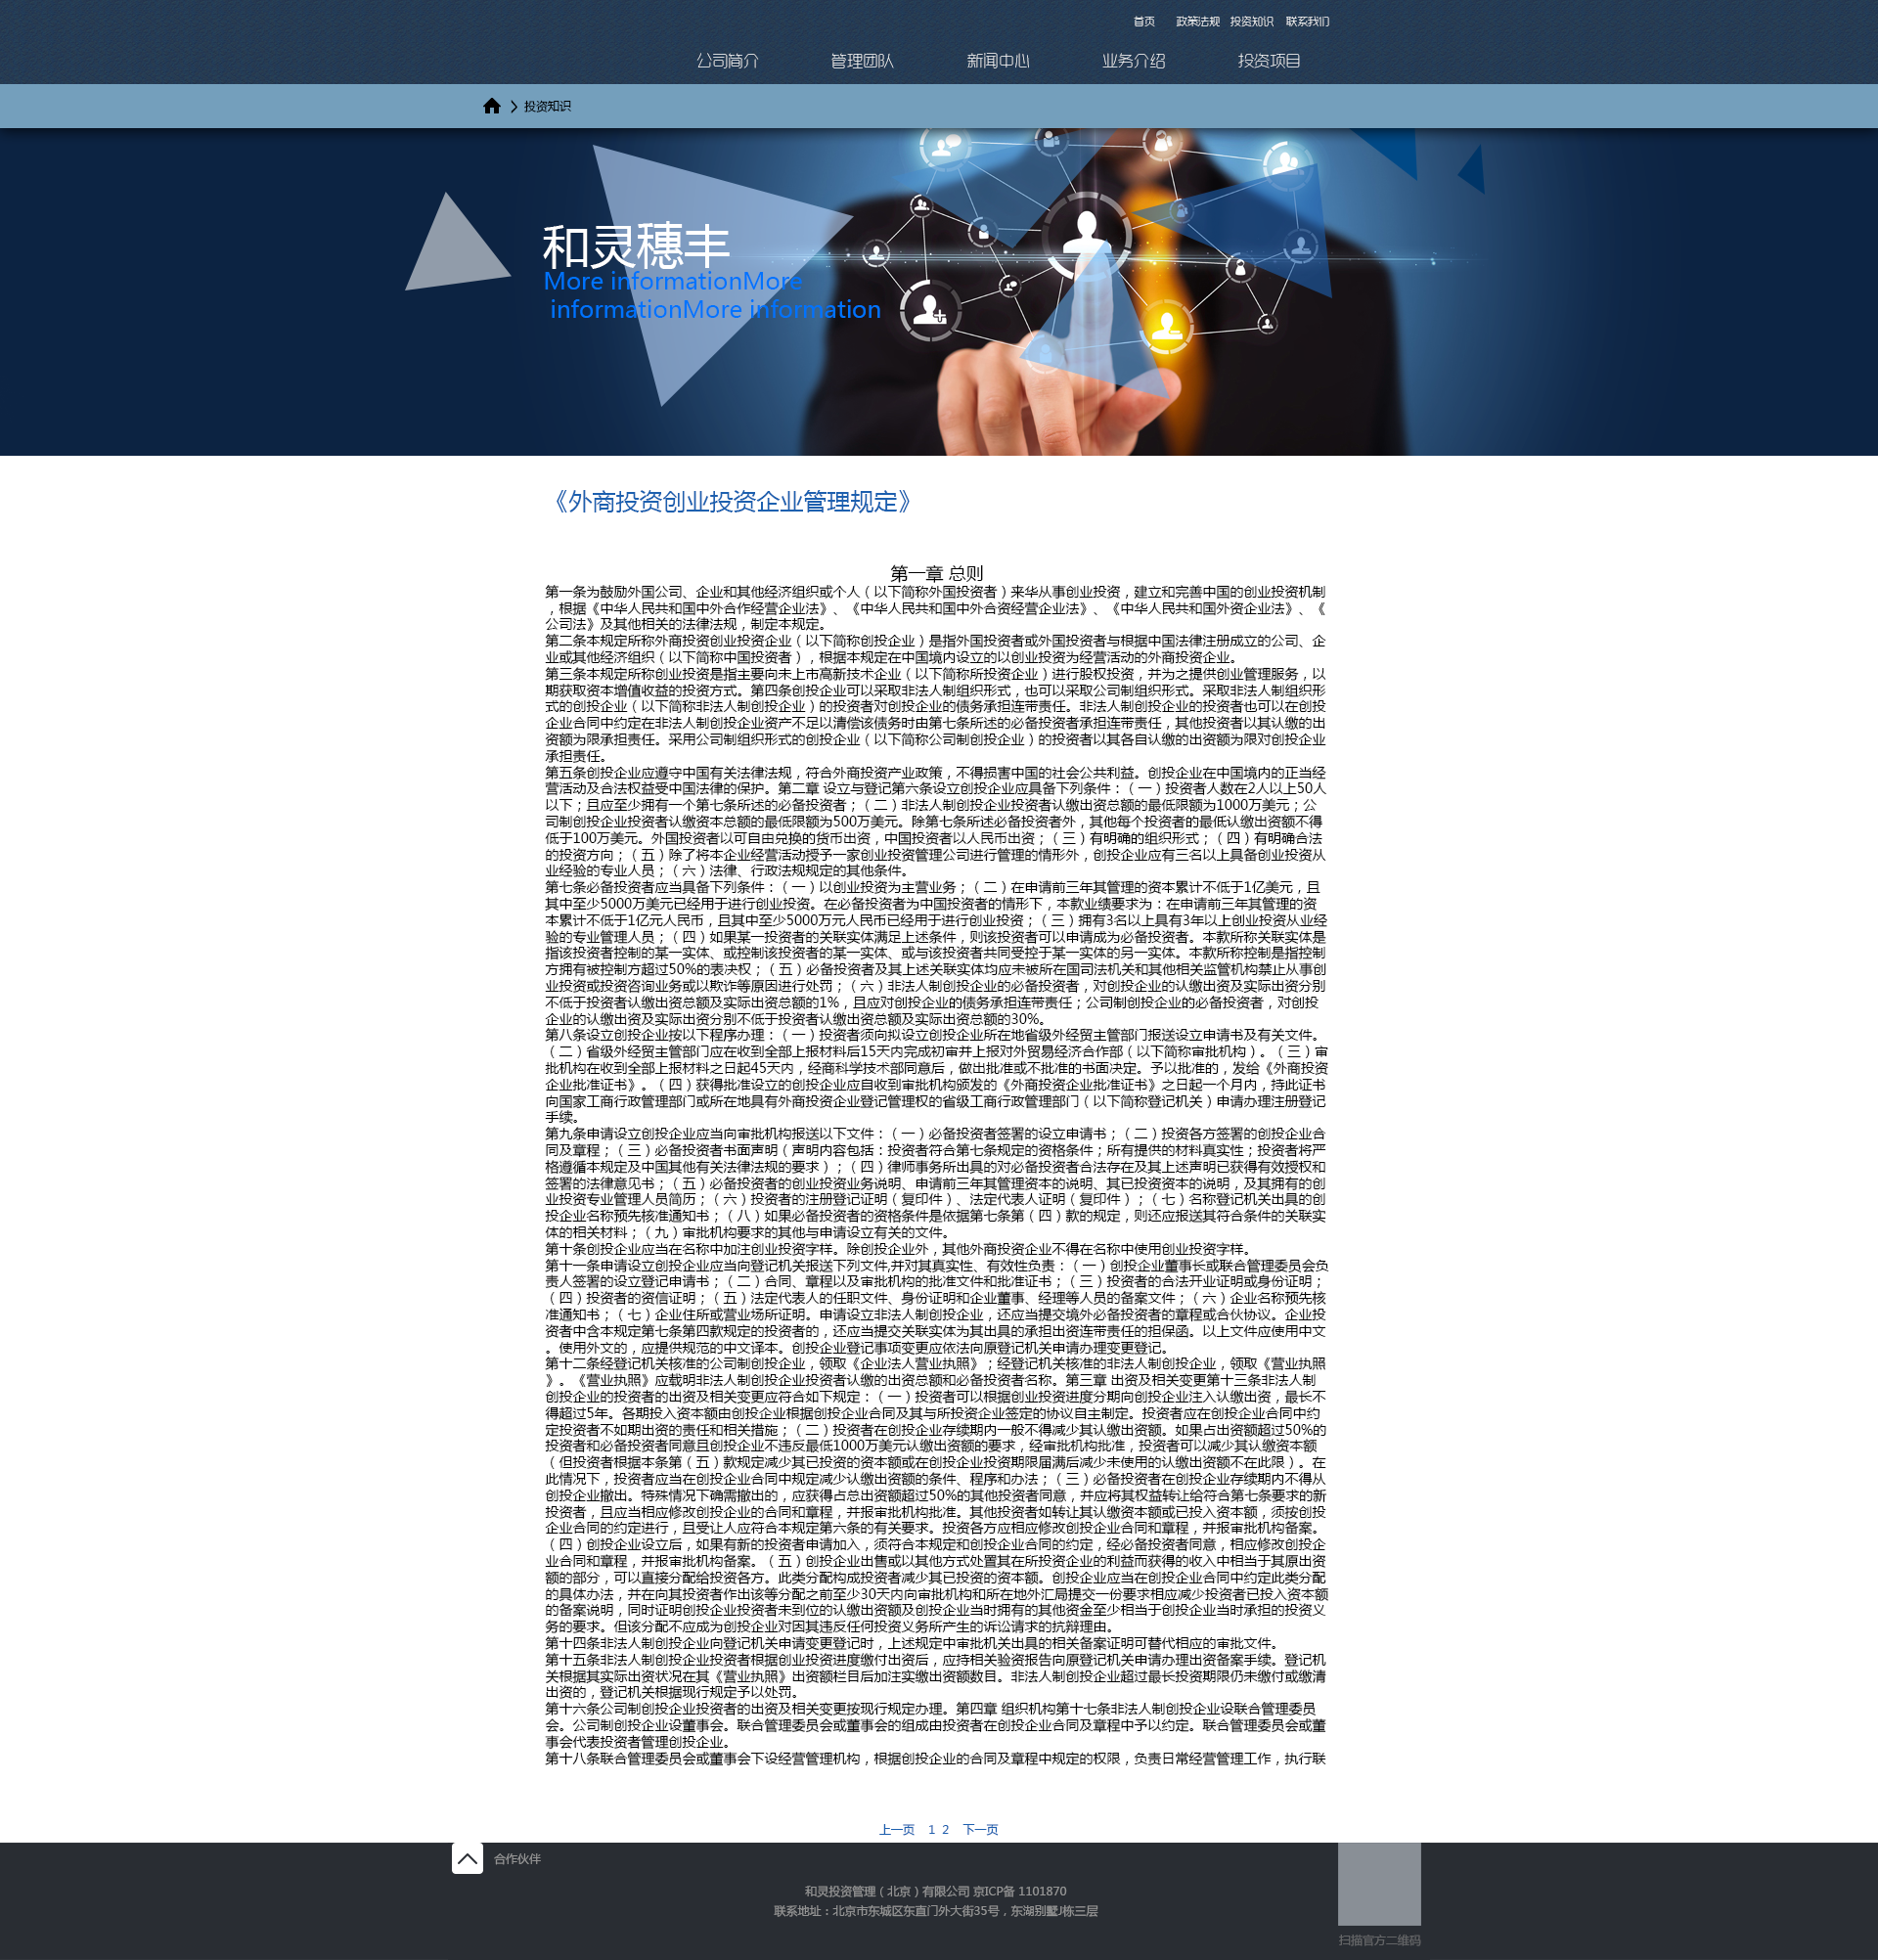 首页 政策法规 投资知识 联系我们
公司简介 管理团队 新闻中心 业务介绍 投资项目
投资知识
和灵穗丰
More informationMore
informationMore information
《外商投资创业投资企业管理规定》
第一章 总则
第一条为鼓励外国公司、企业和其他经济组织或个人（以下简称外国投资者）来华从事创业投资，建立和完善中国的创业投资机制
，根据《中华人民共和国中外合作经营企业法》、《中华人民共和国中外合资经营企业法》、《中华人民共和国外资企业法》、《
公司法》及其他相关的法律法规，制定本规定。
第二条本规定所称外商投资创业投资企业（以下简称创投企业）是指外国投资者或外国投资者与根据中国法律注册成立的公司、企
业或其他经济组织（以下简称中国投资者），根据本规定在中国境内设立的以创业投资为经营活动的外商投资企业。
第三条本规定所称创业投资是指主要向未上市高新技术企业（以下简称所投资企业）进行股权投资，并为之提供创业管理服务，以
期获取资本增值收益的投资方式。第四条创投企业可以采取非法人制组织形式，也可以采取公司制组织形式。采取非法人制组织形
式的创投企业（以下简称非法人制创投企业）的投资者对创投企业的债务承担连带责任。非法人制创投企业的投资者也可以在创投
企业合同中约定在非法人制创投企业资产不足以清偿该债务时由第七条所述的必备投资者承担连带责任，其他投资者以其认缴的出
资额为限承担责任。采用公司制组织形式的创投企业（以下简称公司制创投企业）的投资者以其各自认缴的出资额为限对创投企业
承担责任。
第五条创投企业应遵守中国有关法律法规，符合外商投资产业政策，不得损害中国的社会公共利益。创投企业在中国境内的正当经
营活动及合法权益受中国法律的保护。第二章 设立与登记第六条设立创投企业应具备下列条件：（一）投资者人数在2人以上50人
以下；且应至少拥有一个第七条所述的必备投资者；（二）非法人制创投企业投资者认缴出资总额的最低限额为1000万美元；公
司制创投企业投资者认缴资本总额的最低限额为500万美元。除第七条所述必备投资者外，其他每个投资者的最低认缴出资额不得
低于100万美元。外国投资者以可自由兑换的货币出资，中国投资者以人民币出资；（三）有明确的组织形式；（四）有明确合法
的投资方向；（五）除了将本企业经营活动授予一家创业投资管理公司进行管理的情形外，创投企业应有三名以上具备创业投资从
业经验的专业人员；（六）法律、行政法规规定的其他条件。
第七条必备投资者应当具备下列条件：（一）以创业投资为主营业务；（二）在申请前三年其管理的资本累计不低于1亿美元，且
其中至少5000万美元已经用于进行创业投资。在必备投资者为中国投资者的情形下，本款业绩要求为：在申请前三年其管理的资
本累计不低于1亿元人民币，且其中至少5000万元人民币已经用于进行创业投资；（三）拥有3名以上具有3年以上创业投资从业经
验的专业管理人员；（四）如果某一投资者的关联实体满足上述条件，则该投资者可以申请成为必备投资者。本款所称关联实体是
指该投资者控制的某一实体、或控制该投资者的某一实体、或与该投资者共同受控于某一实体的另一实体。本款所称控制是指控制
方拥有被控制方超过50%的表决权；（五）必备投资者及其上述关联实体均应未被所在国司法机关和其他相关监管机构禁止从事创
业投资或投资咨询业务或以欺诈等原因进行处罚；（六）非法人制创投企业的必备投资者，对创投企业的认缴出资及实际出资分别
不低于投资者认缴出资总额及实际出资总额的1%，且应对创投企业的债务承担连带责任；公司制创投企业的必备投资者，对创投
企业的认缴出资及实际出资分别不低于投资者认缴出资总额及实际出资总额的30%。
第八条设立创投企业按以下程序办理：（一）投资者须向拟设立创投企业所在地省级外经贸主管部门报送设立申请书及有关文件。
（二）省级外经贸主管部门应在收到全部上报材料后15天内完成初审并上报对外贸易经济合作部（以下简称审批机构）。（三）审
批机构在收到全部上报材料之日起45天内，经商科学技术部同意后，做出批准或不批准的书面决定。予以批准的，发给《外商投资
企业批准证书》。（四）获得批准设立的创投企业应自收到审批机构颁发的《外商投资企业批准证书》之日起一个月内，持此证书
向国家工商行政管理部门或所在地具有外商投资企业登记管理权的省级工商行政管理部门（以下简称登记机关）申请办理注册登记
手续。
第九条申请设立创投企业应当向审批机构报送以下文件：（一）必备投资者签署的设立申请书；（二）投资各方签署的创投企业合
同及章程；（三）必备投资者书面声明（声明内容包括：投资者符合第七条规定的资格条件；所有提供的材料真实性；投资者将严
格遵循本规定及中国其他有关法律法规的要求）；（四）律师事务所出具的对必备投资者合法存在及其上述声明已获得有效授权和
签署的法律意见书；（五）必备投资者的创业投资业务说明、申请前三年其管理资本的说明、其已投资资本的说明，及其拥有的创
业投资专业管理人员简历；（六）投资者的注册登记证明（复印件）、法定代表人证明（复印件）；（七）名称登记机关出具的创
投企业名称预先核准通知书；（八）如果必备投资者的资格条件是依据第七条第（四）款的规定，则还应报送其符合条件的关联实
体的相关材料；（九）审批机构要求的其他与申请设立有关的文件。
第十条创投企业应当在名称中加注创业投资字样。除创投企业外，其他外商投资企业不得在名称中使用创业投资字样。
第十一条申请设立创投企业应当向登记机关报送下列文件,并对其真实性、有效性负责：（一）创投企业董事长或联合管理委员会负
责人签署的设立登记申请书；（二）合同、章程以及审批机构的批准文件和批准证书；（三）投资者的合法开业证明或身份证明；
（四）投资者的资信证明；（五）法定代表人的任职文件、身份证明和企业董事、经理等人员的备案文件；（六）企业名称预先核
准通知书；（七）企业住所或营业场所证明。申请设立非法人制创投企业，还应当提交境外必备投资者的章程或合伙协议。企业投
资者中含本规定第七条第四款规定的投资者的，还应当提交关联实体为其出具的承担出资连带责任的担保函。以上文件应使用中文
。使用外文的，应提供规范的中文译本。创投企业登记事项变更应依法向原登记机关申请办理变更登记。
第十二条经登记机关核准的公司制创投企业，领取《企业法人营业执照》；经登记机关核准的非法人制创投企业，领取《营业执照
》。《营业执照》应载明非法人制创投企业投资者认缴的出资总额和必备投资者名称。第三章 出资及相关变更第十三条非法人制
创投企业的投资者的出资及相关变更应符合如下规定：（一）投资者可以根据创业投资进度分期向创投企业注入认缴出资，最长不
得超过5年。各期投入资本额由创投企业根据创投企业合同及其与所投资企业签定的协议自主制定。投资者应在创投企业合同中约
定投资者不如期出资的责任和相关措施；（二）投资者在创投企业存续期内一般不得减少其认缴出资额。如果占出资额超过50%的
投资者和必备投资者同意且创投企业不违反最低1000万美元认缴出资额的要求，经审批机构批准，投资者可以减少其认缴资本额
（但投资者根据本条第（五）款规定减少其已投资的资本额或在创投企业投资期限届满后减少未使用的认缴出资额不在此限）。在
此情况下，投资者应当在创投企业合同中规定减少认缴出资额的条件、程序和办法；（三）必备投资者在创投企业存续期内不得从
创投企业撤出。特殊情况下确需撤出的，应获得占总出资额超过50%的其他投资者同意，并应将其权益转让给符合第七条要求的新
投资者，且应当相应修改创投企业的合同和章程，并报审批机构批准。其他投资者如转让其认缴资本额或已投入资本额，须按创投
企业合同的约定进行，且受让人应符合本规定第六条的有关要求。投资各方应相应修改创投企业合同和章程，并报审批机构备案。
（四）创投企业设立后，如果有新的投资者申请加入，须符合本规定和创投企业合同的约定，经必备投资者同意，相应修改创投企
业合同和章程，并报审批机构备案。（五）创投企业出售或以其他方式处置其在所投资企业的利益而获得的收入中相当于其原出资
额的部分，可以直接分配给投资各方。此类分配构成投资者减少其已投资的资本额。创投企业应当在创投企业合同中约定此类分配
的具体办法，并在向其投资者作出该等分配之前至少30天内向审批机构和所在地外汇局提交一份要求相应减少投资者已投入资本额
的备案说明，同时证明创投企业投资者未到位的认缴出资额及创投企业当时拥有的其他资金至少相当于创投企业当时承担的投资义
务的要求。但该分配不应成为创投企业对因其违反任何投资义务所产生的诉讼请求的抗辩理由。
第十四条非法人制创投企业向登记机关申请变更登记时，上述规定中审批机关出具的相关备案证明可替代相应的审批文件。
第十五条非法人制创投企业投资者根据创业投资进度缴付出资后，应持相关验资报告向原登记机关申请办理出资备案手续。登记机
关根据其实际出资状况在其《营业执照》出资额栏目后加注实缴出资额数目。非法人制创投企业超过最长投资期限仍未缴付或缴清
出资的，登记机关根据现行规定予以处罚。
第十六条公司制创投企业投资者的出资及相关变更按现行规定办理。第四章 组织机构第十七条非法人制创投企业设联合管理委员
会。公司制创投企业设董事会。联合管理委员会或董事会的组成由投资者在创投企业合同及章程中予以约定。联合管理委员会或董
事会代表投资者管理创投企业。
第十八条联合管理委员会或董事会下设经营管理机构，根据创投企业的合同及章程中规定的权限，负责日常经营管理工作，执行联
上一页 1 2 下一页
合作伙伴
和灵投资管理（北京）有限公司 京ICP备 1101870
联系地址：北京市东城区东直门外大街35号，东湖别墅J栋三层
扫描官方二维码